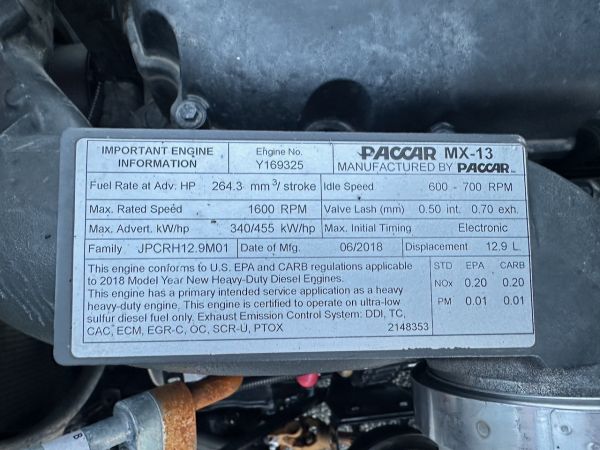 IMPORTANT ENGINE INFORMATION
Engine No. Y169325
PACCAR MX-13
MANUFACTURED BY PACCAR INC
Fuel Rate at Adv. HP 264.3 mm³/stroke Idle Speed 600 - 700 RPM
Max. Rated Speed 1600 RPM Valve Lash (mm) 0.50 int. 0.70 exh.
Max. Advert. kW/hp 340/455 kW/hp Max. Initial Timing Electronic
Family JPCRH12.9M01 Date of Mfg. 06/2018 Displacement 12.9 L
This engine conforms to U.S. EPA and CARB regulations applicable
to 2018 Model Year New Heavy-Duty Diesel Engines.
This engine has a primary intended service application as a heavy
heavy-duty engine. This engine is certified to operate on ultra-low
sulfur diesel fuel only. Exhaust Emission Control System: DDI, TC,
CAC, ECM, EGR-C, OC, SCR-U, PTOX 2148353
STD EPA CARB
NOx 0.20 0.20
PM 0.01 0.01
B